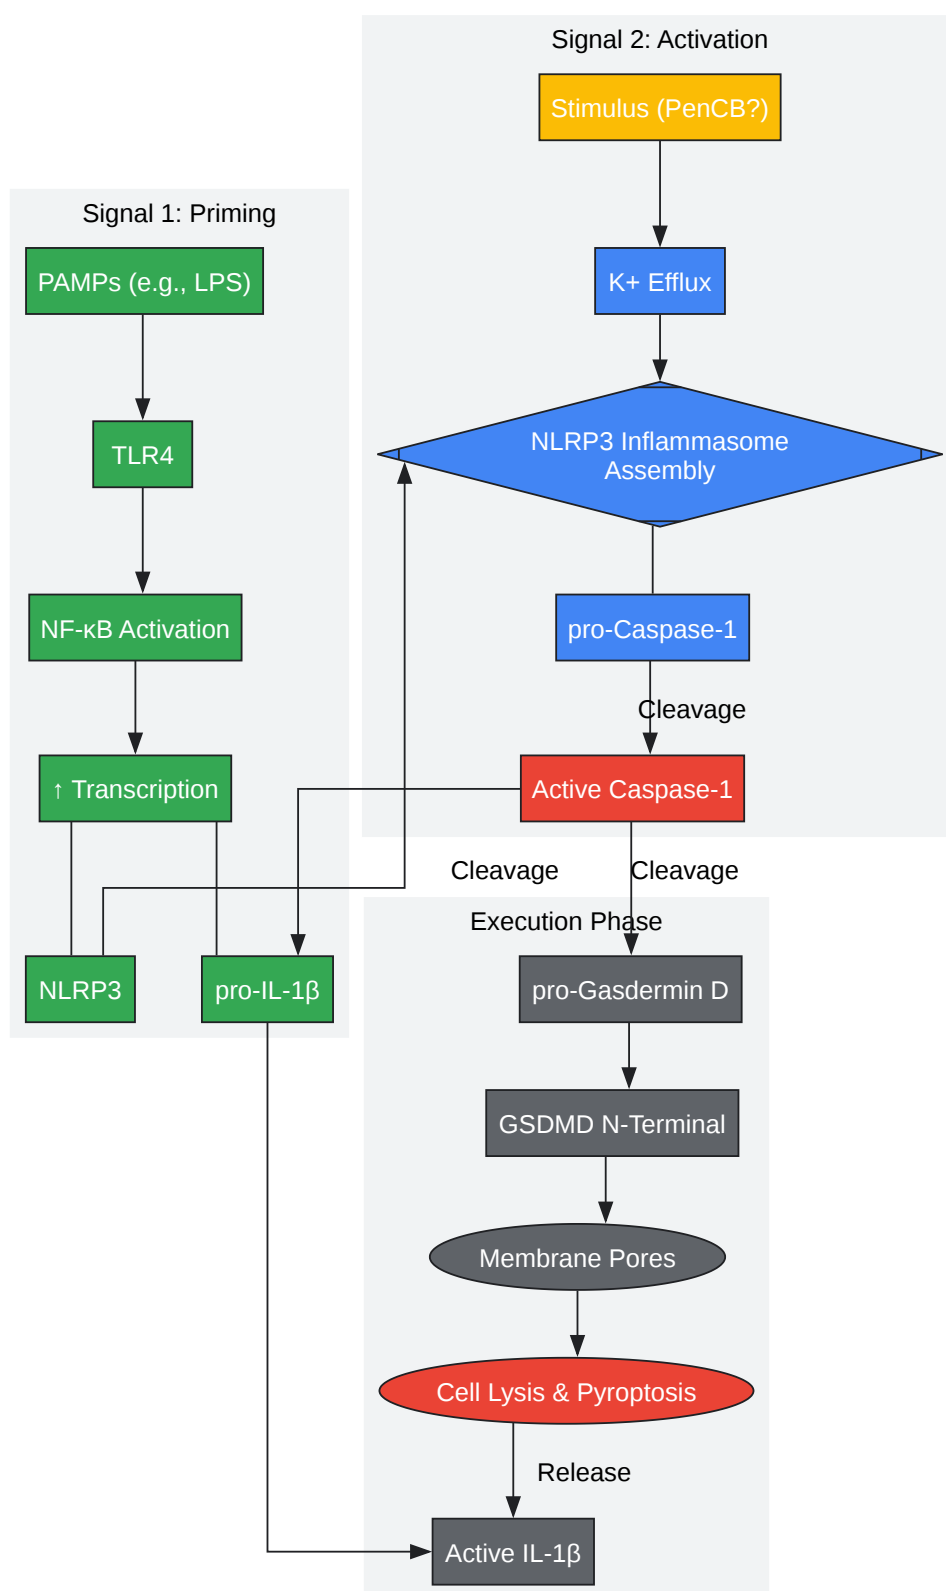 Signal 2: Activation
Stimulus (PenCB?)
Signal 1: Priming
PAMPs (e.g., LPS)
K+ Efflux
TLR4
NLRP3 Inflammasome
Assembly
NF-κB Activation
pro-Caspase-1
Cleavage
↑ Transcription
Active Caspase-1
Cleavage
Cleavage
Execution Phase
NLRP3
pro-IL-1β
pro-Gasdermin D
GSDMD N-Terminal
Membrane Pores
Cell Lysis & Pyroptosis
Release
Active IL-1β